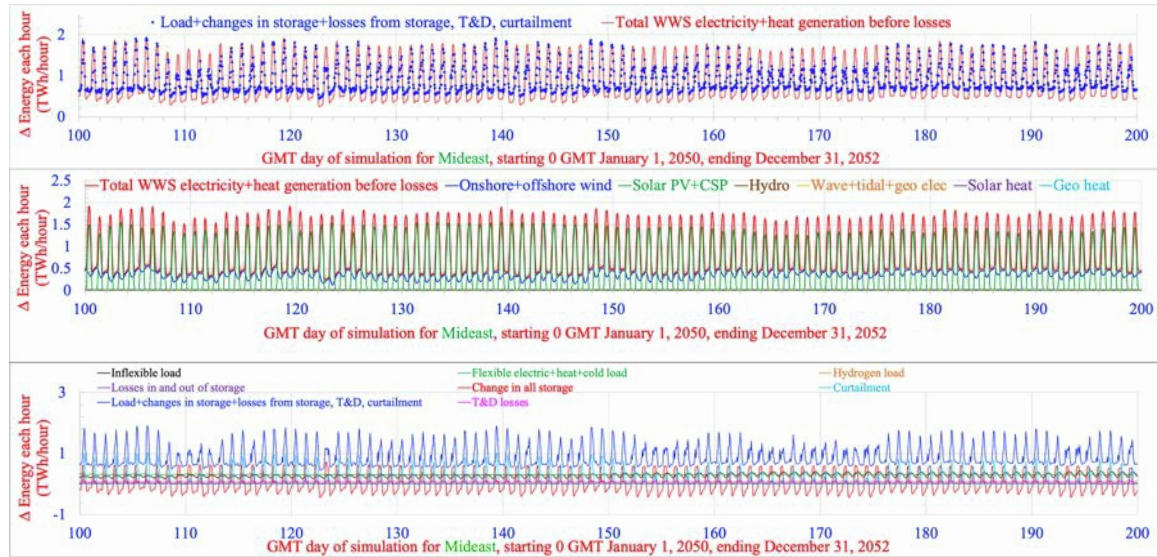 Load+changes in storage+losses from storage, T&D, curtailment Total WWS electricity+heat generation before losses
Δ Energy each hour
(TWh/hour)
2
1
0
100 110 120 130 140 150 160 170 180 190 200
GMT day of simulation for Mideast, starting 0 GMT January 1, 2050, ending December 31, 2052
Total WWS electricity+heat generation before losses Onshore+offshore wind Solar PV+CSP Hydro Wave+tidal+geo elec Solar heat Geo heat
Δ Energy each hour
(TWh/hour)
2.5
2
1.5
1
0.5
0
100 110 120 130 140 150 160 170 180 190 200
GMT day of simulation for Mideast, starting 0 GMT January 1, 2050, ending December 31, 2052
Inflexible load Flexible electric+heat+cold load Hydrogen load
Losses in and out of storage Change in all storage Curtailment
Load+changes in storage+losses from storage, T&D, curtailment T&D losses
Δ Energy each hour
(TWh/hour)
3
1
-1
100 110 120 130 140 150 160 170 180 190 200
GMT day of simulation for Mideast, starting 0 GMT January 1, 2050, ending December 31, 2052